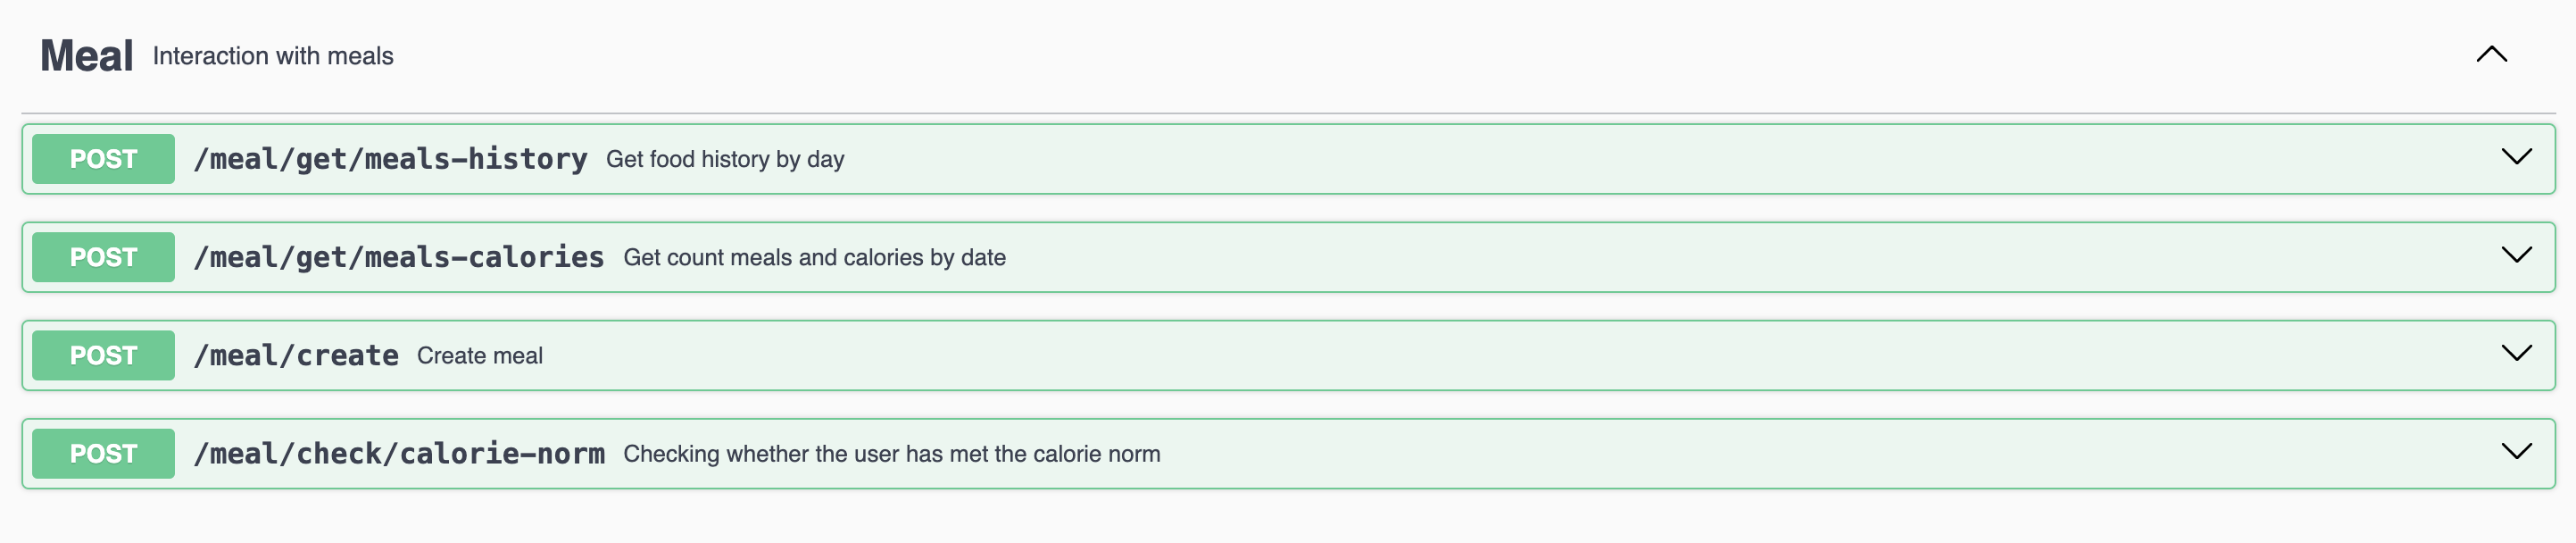 Meal Interaction with meals
POST /meal/get/meals-history Get food history by day
POST /meal/get/meals-calories Get count meals and calories by date
POST /meal/create Create meal
POST /meal/check/calorie-norm Checking whether the user has met the calorie norm